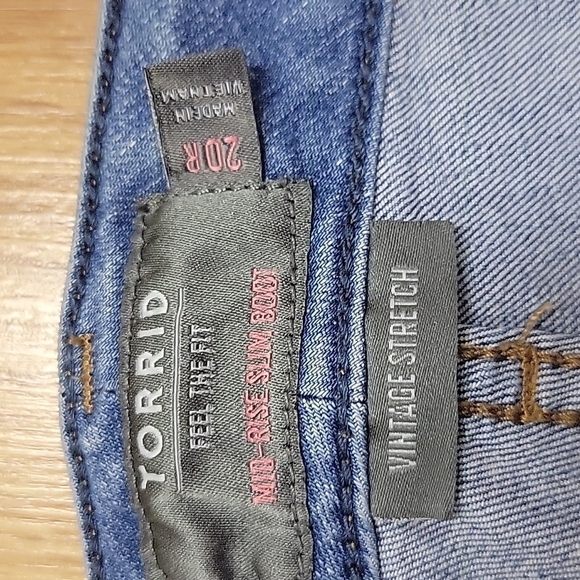 TORRID
FEEL THE FIT
MID-RISE SLIM BOOT
MADE IN
VIETNAM
20R
VINTAGE STRETCH